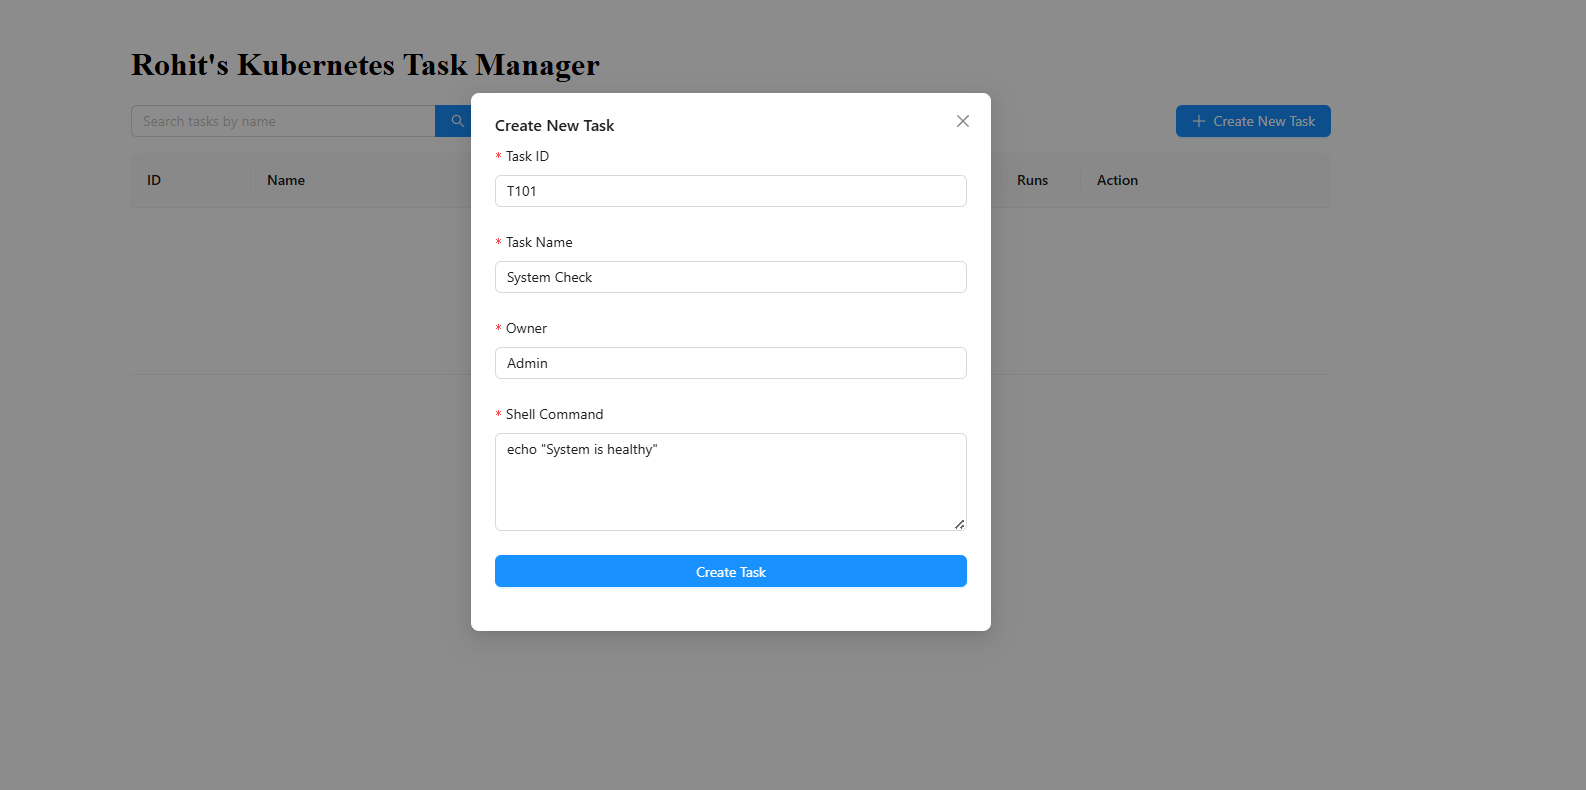 Rohit's Kubernetes Task Manager
Search tasks by name
Create New Task
ID Name Runs Action
Create New Task
* Task ID
T101
* Task Name
System Check
* Owner
Admin
* Shell Command
echo "System is healthy"
Create Task